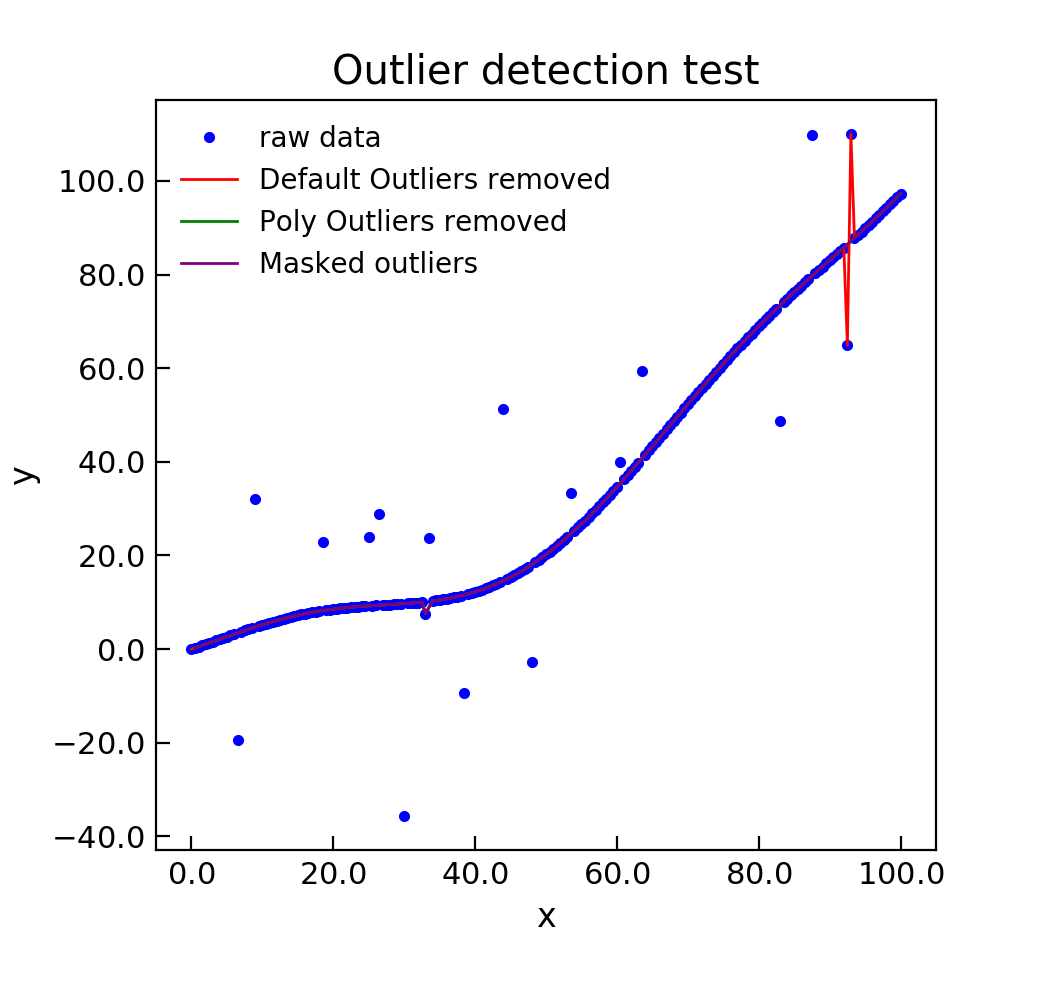 Outlier detection test
raw data
Default Outliers removed
Poly Outliers removed
Masked outliers
100.0
80.0
60.0
40.0
20.0
0.0
−20.0
−40.0
y
0.0 20.0 40.0 60.0 80.0 100.0
x